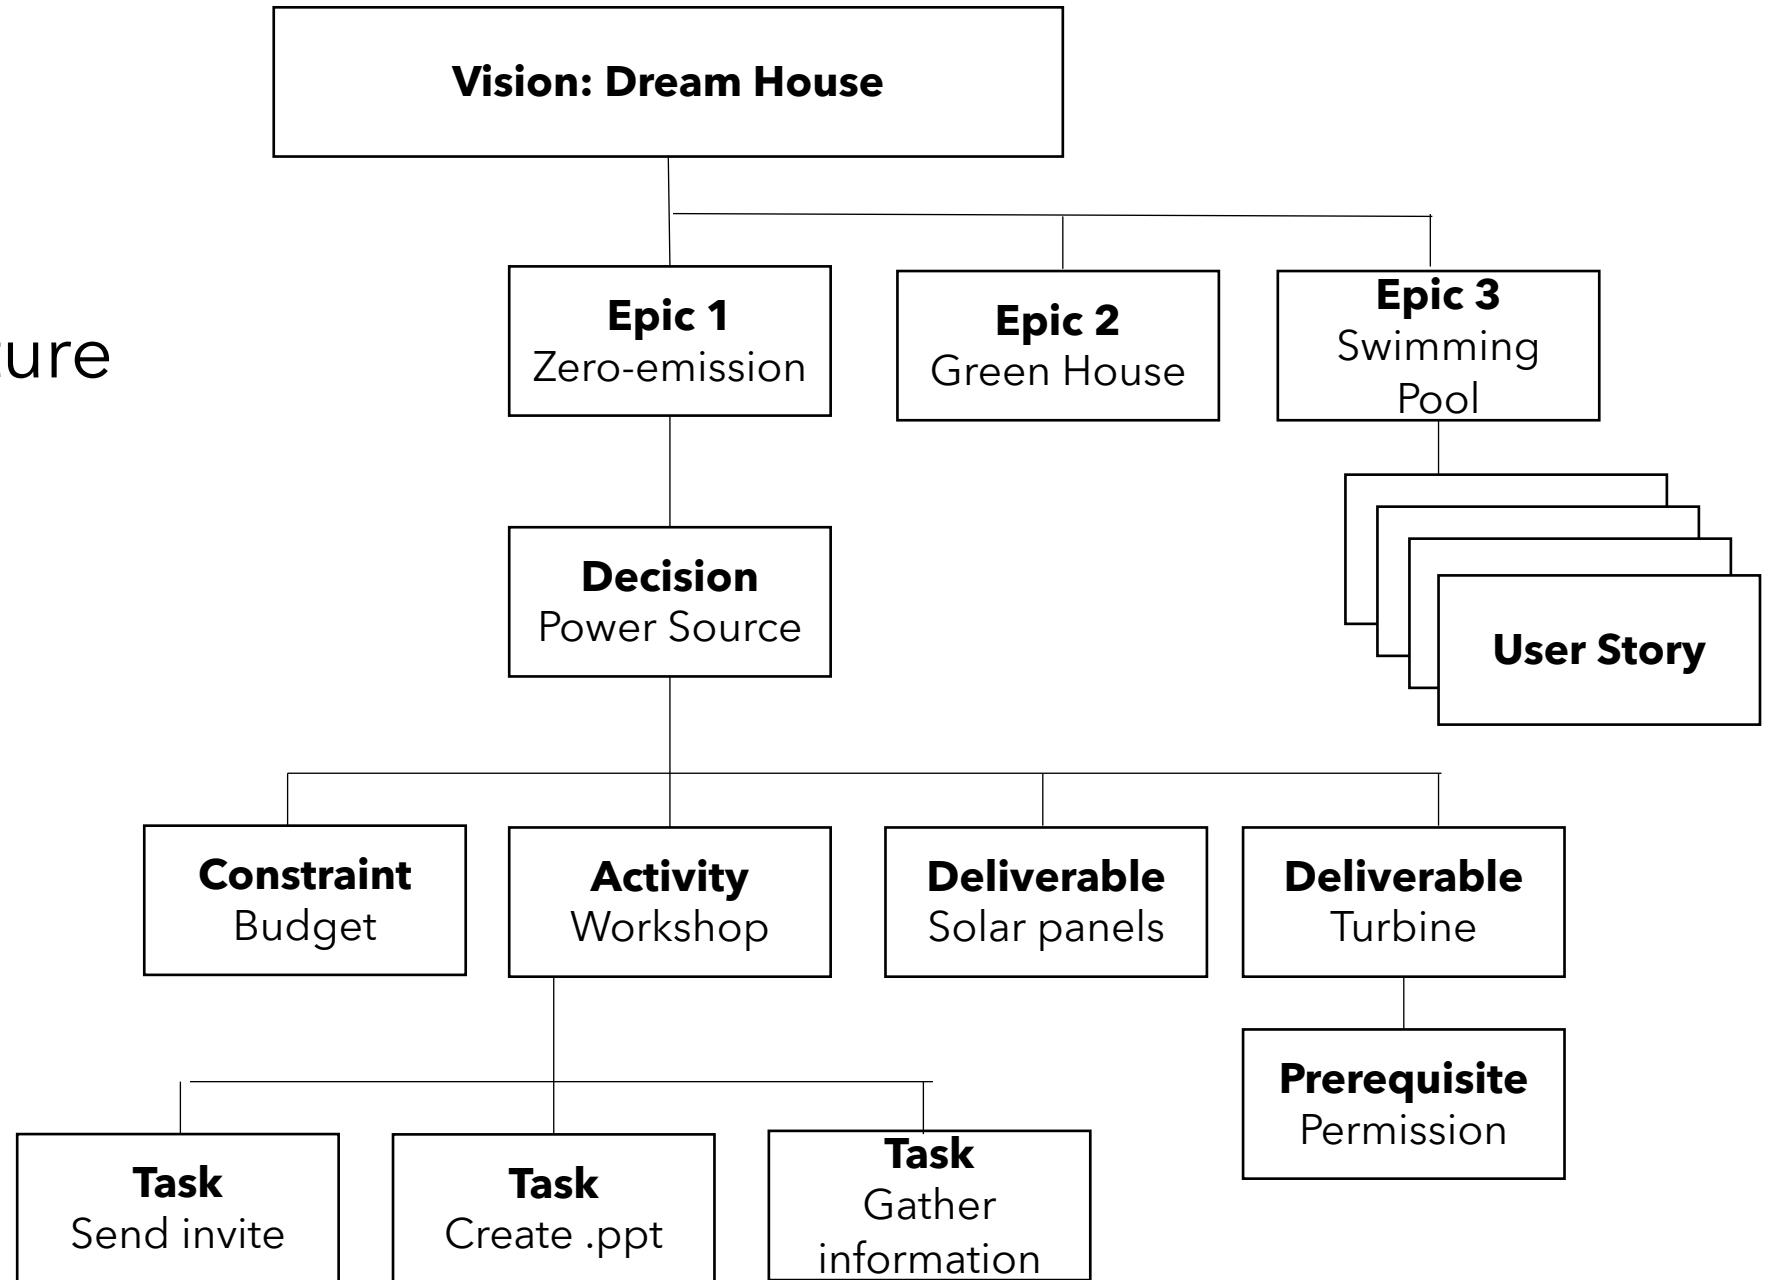 Vision: Dream House
Epic 1
Zero-emission
Epic 2
Green House
Epic 3
Swimming
Pool
Decision
Power Source
User Story
Constraint
Budget
Activity
Workshop
Deliverable
Solar panels
Deliverable
Turbine
Prerequisite
Permission
Task
Send invite
Task
Create .ppt
Task
Gather
information